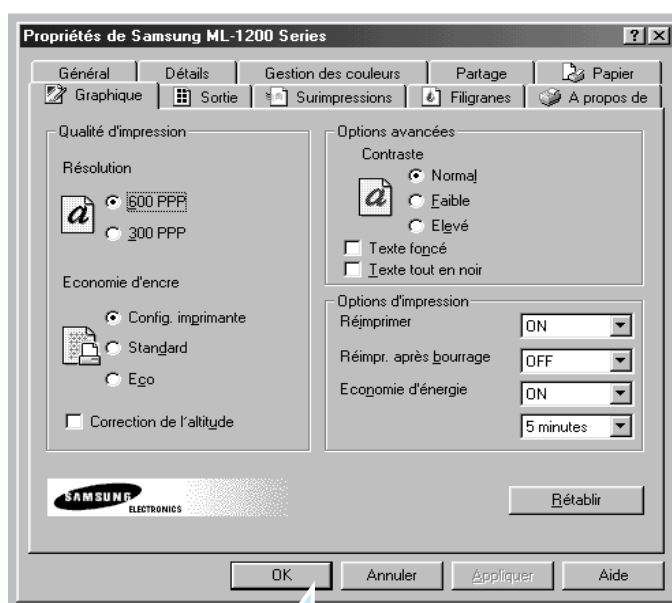 Propriétés de Samsung ML-1200 Series
Général Détails Gestion des couleurs Partage Papier
Graphique Sortie Surimpressions Filigranes A propos de
Qualité d'impression
Résolution
600 PPP
300 PPP
Economie d'encre
Config. imprimante
Standard
Eco
Correction de l'altitude
Options avancées
Contraste
Normal
Faible
Elevé
Texte foncé
Texte tout en noir
Options d'impression
Réimprimer ON
Réimpr. après bourrage OFF
Economie d'énergie ON
5 minutes
SAMSUNG
ELECTRONICS
Rétablir
OK Annuler Appliquer Aide